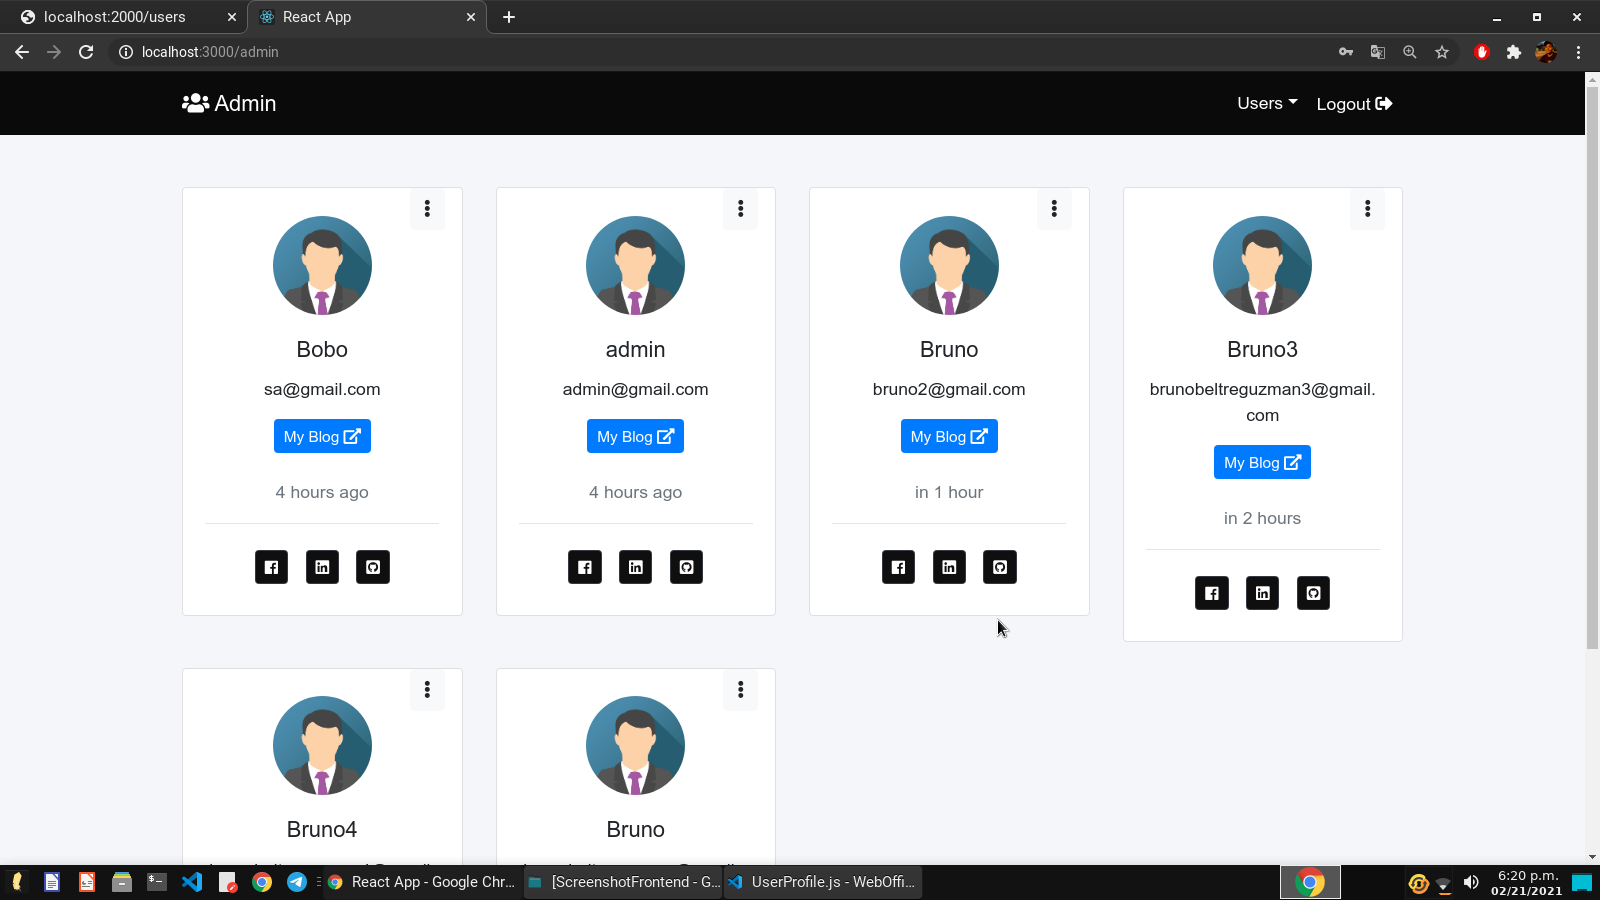 localhost:2000/users
React App
localhost:3000/admin
Admin
Users
Logout
Bobo
sa@gmail.com
My Blog
4 hours ago
admin
admin@gmail.com
My Blog
4 hours ago
Bruno
bruno2@gmail.com
My Blog
in 1 hour
Bruno3
brunobeltreguzman3@gmail.
com
My Blog
in 2 hours
Bruno4
Bruno
React App - Google Chr...
[ScreenshotFrontend - G...
UserProfile.js - WebOffi...
6:20 p.m.
02/21/2021